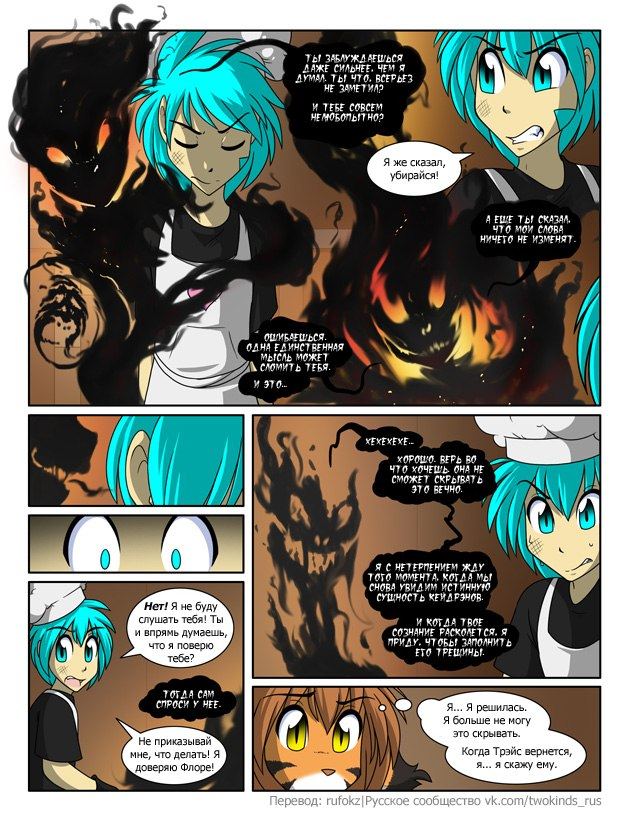 ТЫ ЗАБЛУЖДАЕШЬСЯ
ДАЖЕ СИЛЬНЕЕ, ЧЕМ Я
ДУМАЛ. ТЫ ЧТО, ВСЕРЬЕЗ
НЕ ЗАМЕТИЛ?
И ТЕБЕ СОВСЕМ
НЕЛЮБОПЫТНО?
Я же сказал,
убирайся!
А ЕЩЕ ТЫ СКАЗАЛ,
ЧТО МОИ СЛОВА
НИЧЕГО НЕ ИЗМЕНЯТ.
ОШИБАЕШЬСЯ.
ОДНА ЕДИНСТВЕННАЯ
МЫСЛЬ МОЖЕТ
СЛОМИТЬ ТЕБЯ.
И ЭТО...
ХЕХЕХЕХЕ...
ХОРОШО. ВЕРЬ ВО
ЧТО ХОЧЕШЬ. ОНА НЕ
СМОЖЕТ СКРЫВАТЬ
ЭТО ВЕЧНО.
Я С НЕТЕРПЕНИЕМ ЖДУ
ТОГО МОМЕНТА, КОГДА МЫ
СНОВА УВИДИМ ИСТИННУЮ
СУЩНОСТЬ КЕЙДРЭНОВ.
И КОГДА ТВОЕ
СОЗНАНИЕ РАСКОЛЕТСЯ, Я
ПРИДУ, ЧТОБЫ ЗАПОЛНИТЬ
ЕГО ТРЕЩИНЫ.
Нет! Я не буду
слушать тебя! Ты
и впрямь думаешь,
что я поверю
тебе?
ТОГДА САМ
СПРОСИ У НЕЕ.
Не приказывай
мне, что делать! Я
доверяю Флоре!
Я... Я решилась.
Я больше не могу
это скрывать.
Когда Трэйс вернется,
я... я скажу ему.
Перевод: rufokz|Русское сообщество vk.com/twokinds_rus